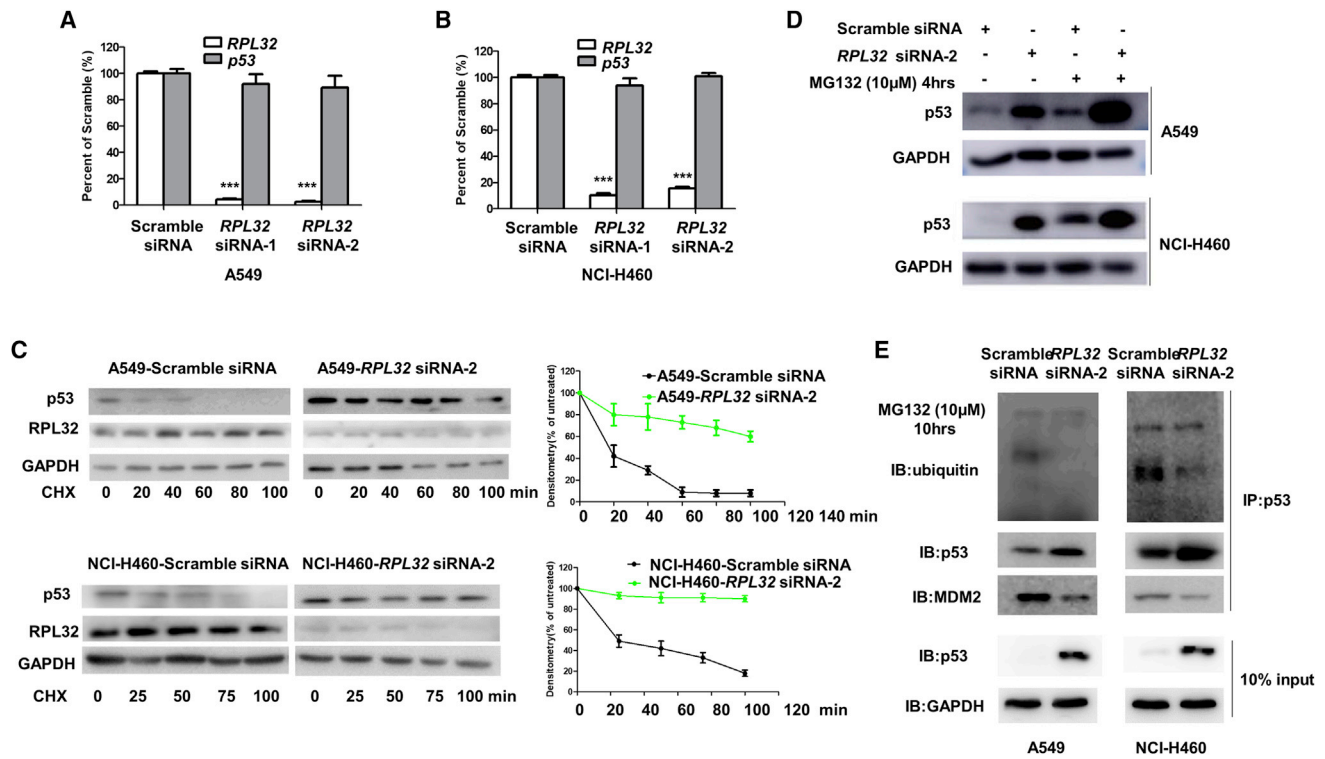 A
Percent of Scramble (%)
120
100
80
60
40
20
0
RPL32
p53
***
***
Scramble siRNA
RPL32 siRNA-1
RPL32 siRNA-2
A549
B
Percent of Scramble (%)
120
100
80
60
40
20
0
RPL32
p53
***
***
Scramble siRNA
RPL32 siRNA-1
RPL32 siRNA-2
NCI-H460
C
A549-Scramble siRNA
A549-RPL32 siRNA-2
p53
RPL32
GAPDH
CHX 0 20 40 60 80 100 0 20 40 60 80 100 min
Densitometry(% of untreated)
120
100
80
60
40
20
0
A549-Scramble siRNA
A549-RPL32 siRNA-2
0 20 40 60 80 100 120 140 min
NCI-H460-Scramble siRNA
NCI-H460-RPL32 siRNA-2
p53
RPL32
GAPDH
CHX 0 25 50 75 100 0 25 50 75 100 min
Densitometry(% of untreated)
120
100
80
60
40
20
0
NCI-H460-Scramble siRNA
NCI-H460-RPL32 siRNA-2
0 20 40 60 80 100 120 min
D
Scramble siRNA + - + -
RPL32 siRNA-2 - + - +
MG132 (10μM) 4hrs - - + +
p53
GAPDH
A549
p53
GAPDH
NCI-H460
E
Scramble siRNA
RPL32 siRNA-2
Scramble siRNA
RPL32 siRNA-2
MG132 (10μM)
10hrs
IB:ubiquitin
IB:p53
IB:MDM2
IP:p53
IB:p53
IB:GAPDH
10% input
A549
NCI-H460